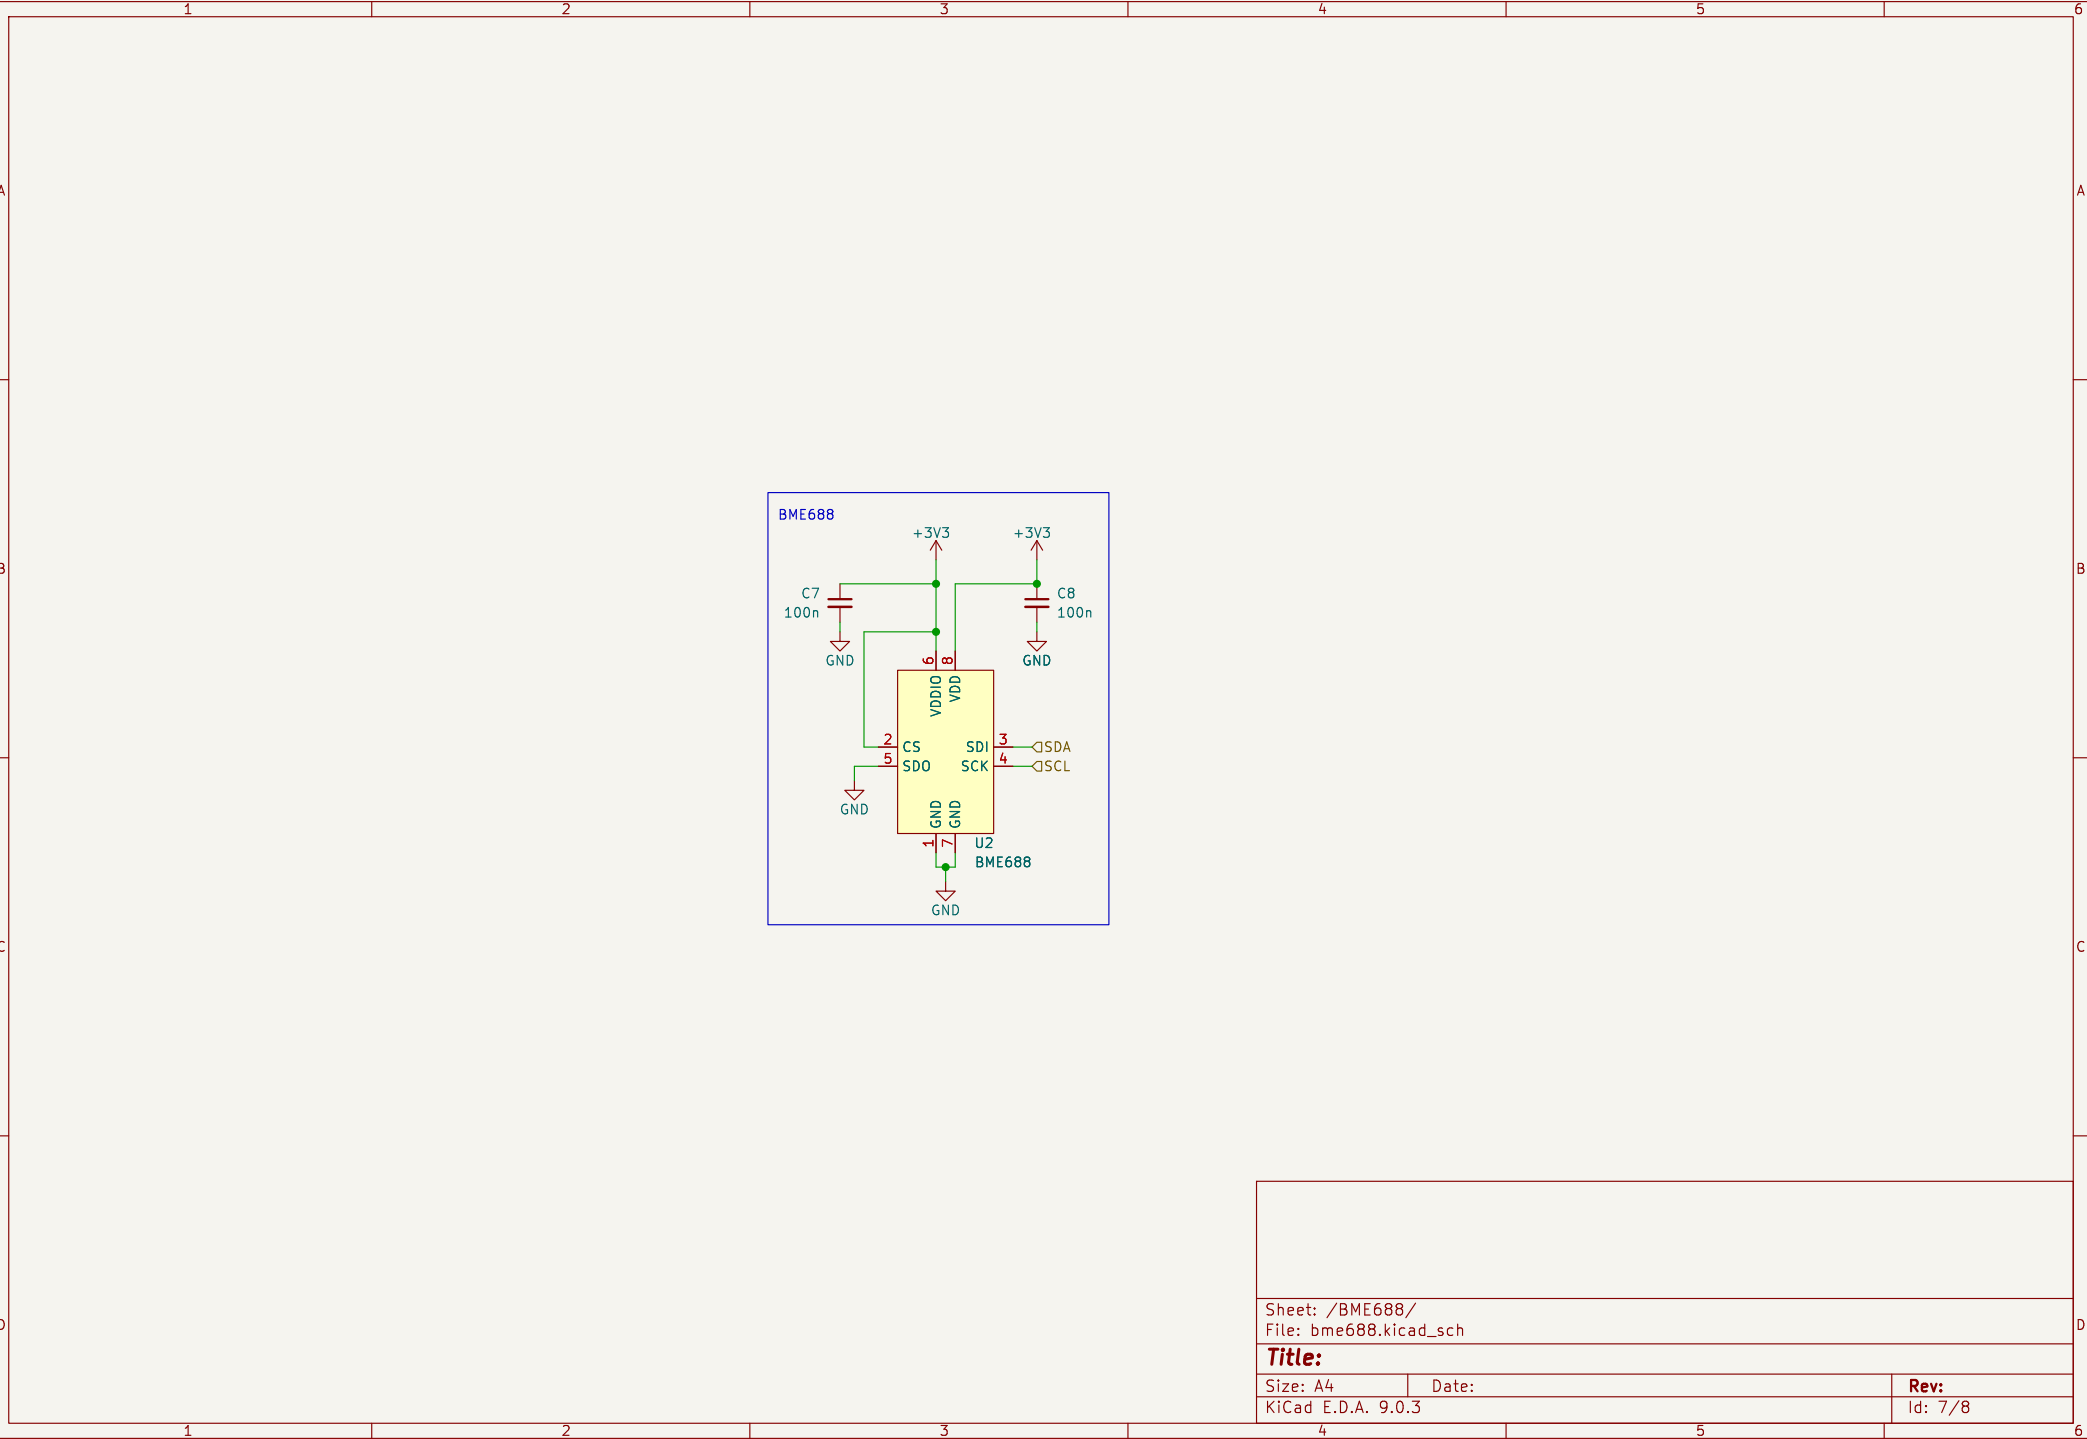 1 2 3 4 5 6
A A
BME688
+3V3 +3V3
B B
C7 C8
100n 100n
GND GND
6 8
VDDIO VDD
2 CS SDI 3 SDA
5 SDO SCK 4 SCL
GND
GND GND
1 7 U2
BME688
GND
C C
Sheet: /BME688/
File: bme688.kicad_sch
D D
Title:
Size: A4 Date: Rev:
KiCad E.D.A. 9.0.3 Id: 7/8
1 2 3 4 5 6